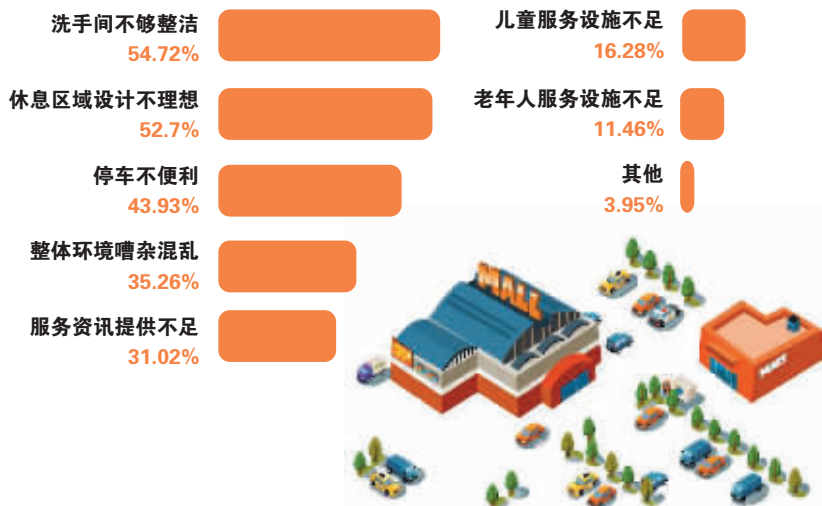 洗手间不够整洁
54.72%
休息区域设计不理想
52.7%
停车不便利
43.93%
整体环境嘈杂混乱
35.26%
服务资讯提供不足
31.02%
儿童服务设施不足
16.28%
老年人服务设施不足
11.46%
其他
3.95%
MALL